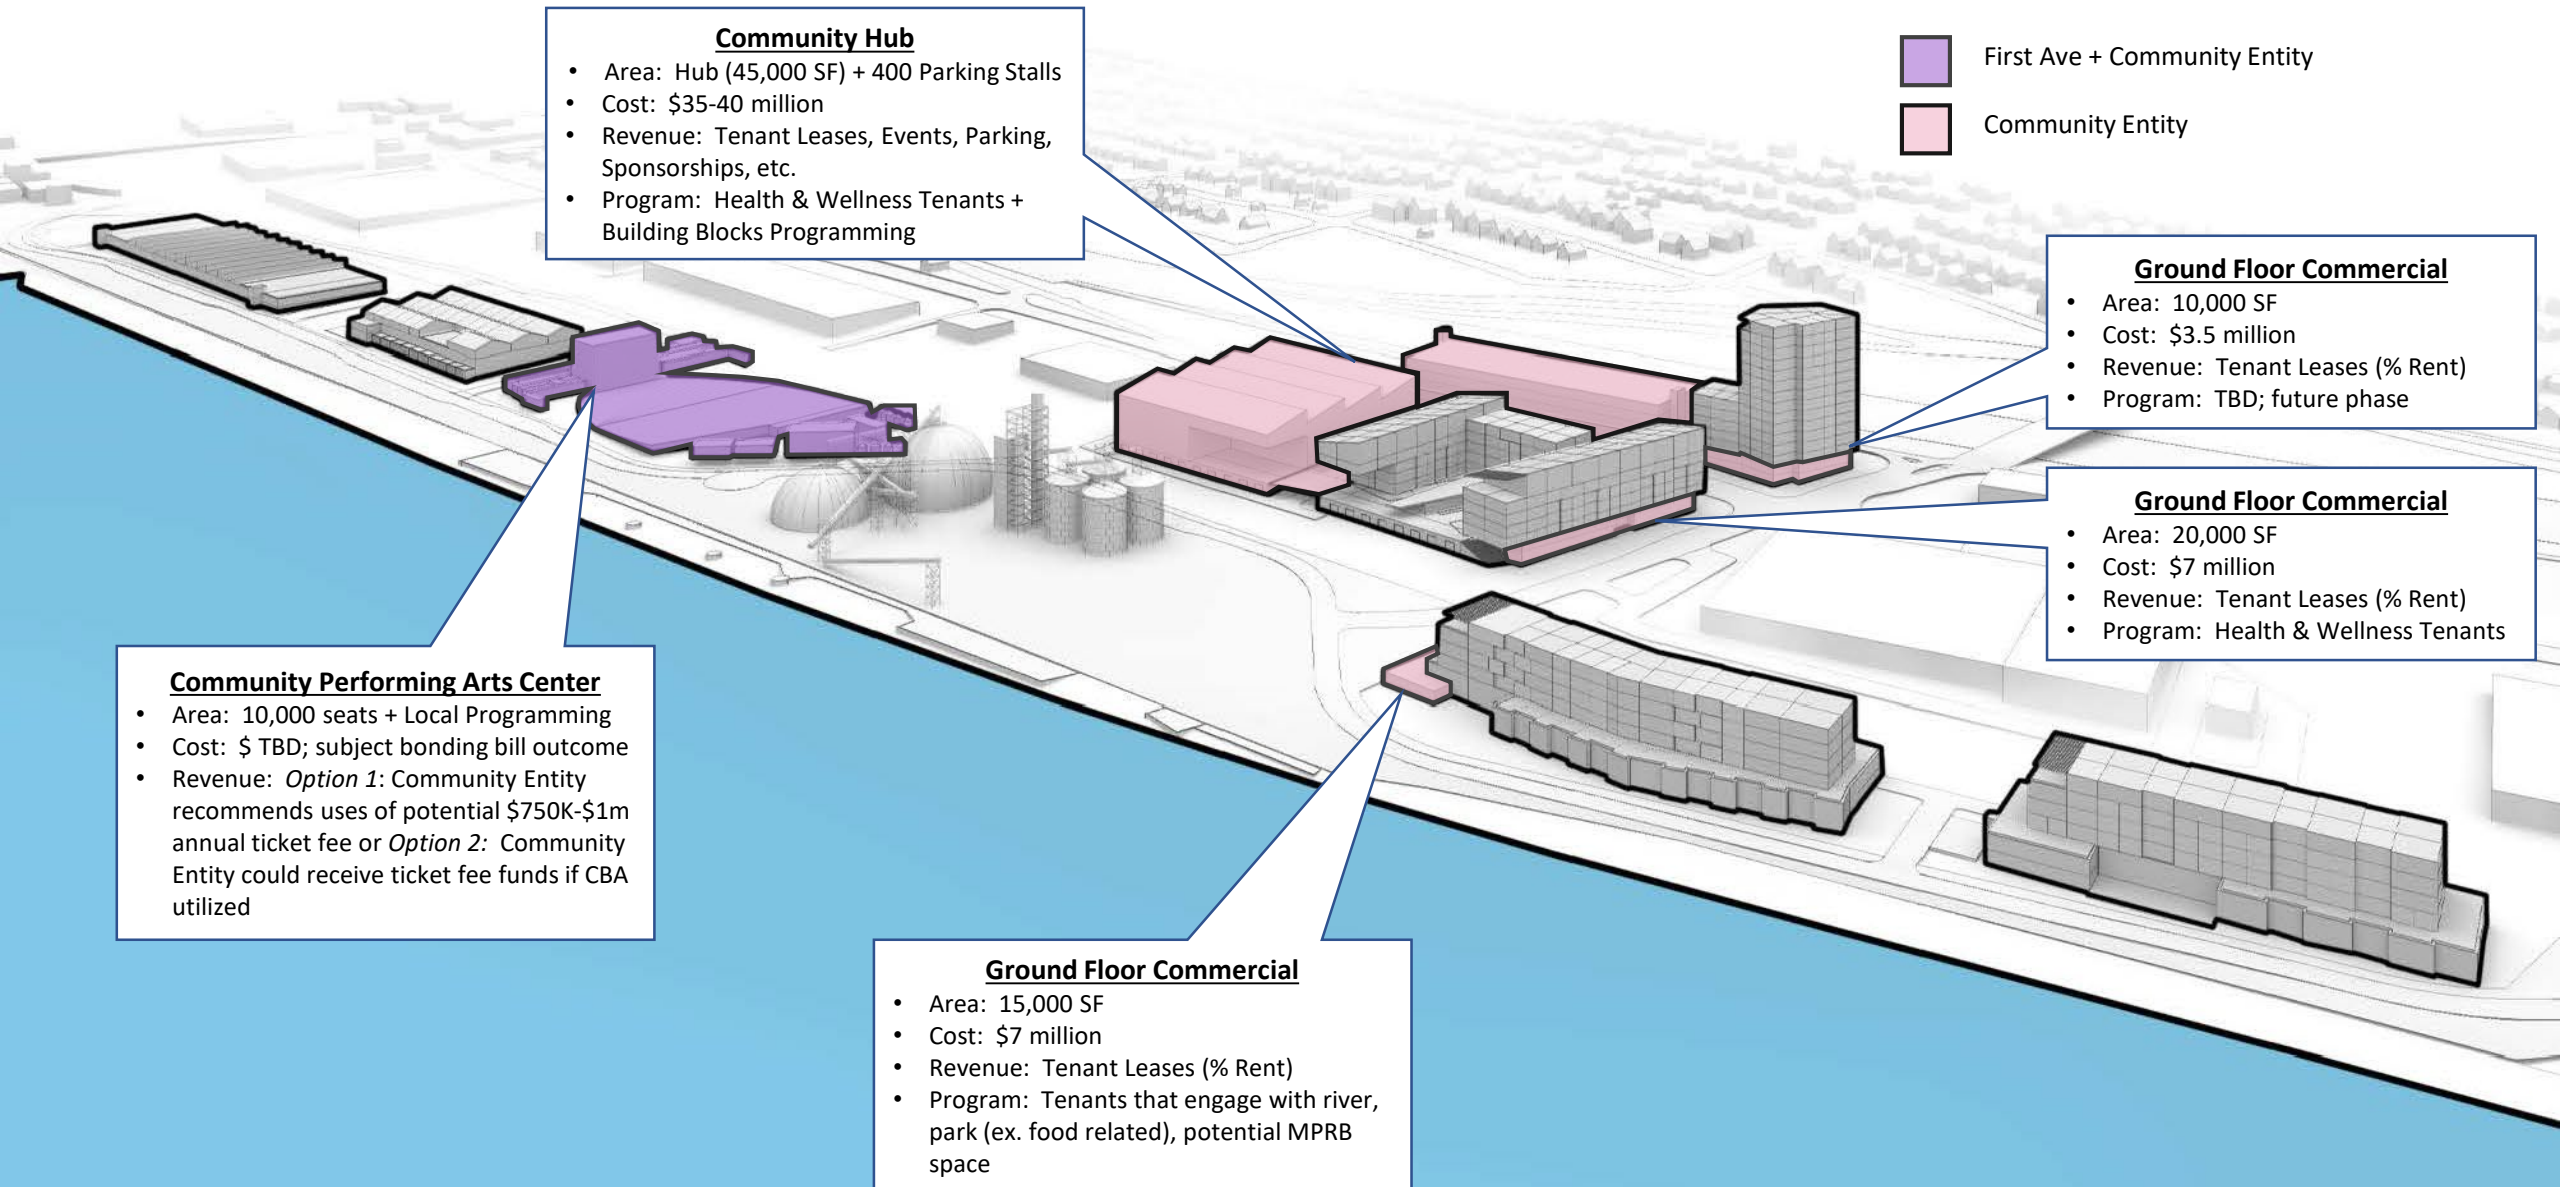 Community Hub
• Area: Hub (45,000 SF) + 400 Parking Stalls
• Cost: $35-40 million
• Revenue: Tenant Leases, Events, Parking,
Sponsorships, etc.
• Program: Health & Wellness Tenants +
Building Blocks Programming
First Ave + Community Entity
Community Entity
Ground Floor Commercial
• Area: 10,000 SF
• Cost: $3.5 million
• Revenue: Tenant Leases (% Rent)
• Program: TBD; future phase
Ground Floor Commercial
• Area: 20,000 SF
• Cost: $7 million
• Revenue: Tenant Leases (% Rent)
• Program: Health & Wellness Tenants
Community Performing Arts Center
• Area: 10,000 seats + Local Programming
• Cost: $ TBD; subject bonding bill outcome
• Revenue: Option 1: Community Entity
recommends uses of potential $750K-$1m
annual ticket fee or Option 2: Community
Entity could receive ticket fee funds if CBA
utilized
Ground Floor Commercial
• Area: 15,000 SF
• Cost: $7 million
• Revenue: Tenant Leases (% Rent)
• Program: Tenants that engage with river,
park (ex. food related), potential MPRB
space